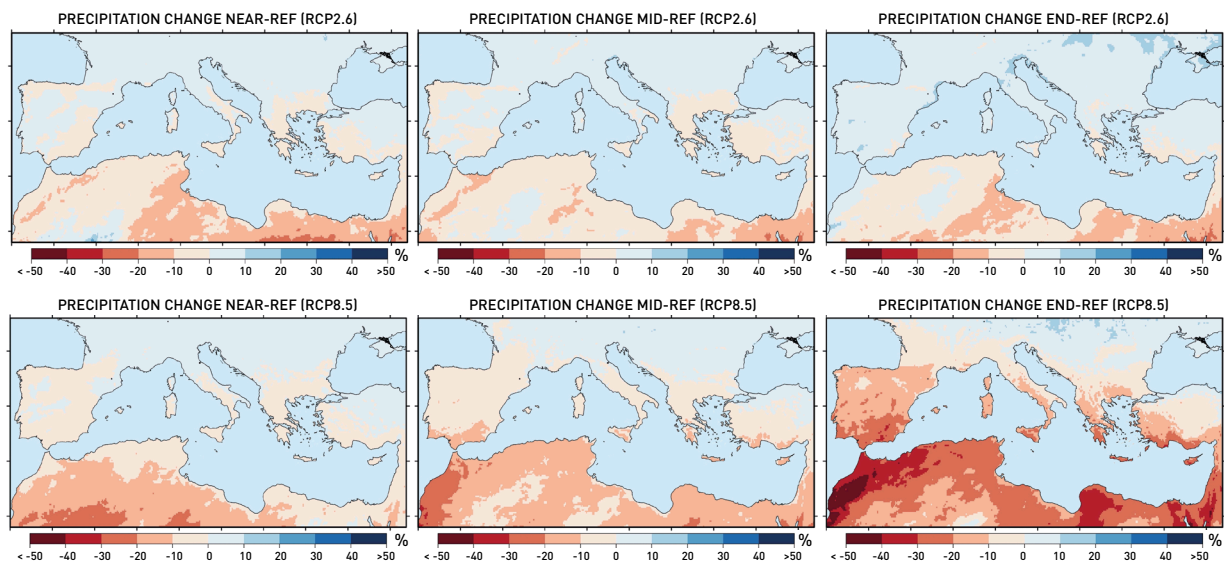 PRECIPITATION CHANGE NEAR-REF (RCP2.6)
PRECIPITATION CHANGE MID-REF (RCP2.6)
PRECIPITATION CHANGE END-REF (RCP2.6)
< -50 -40 -30 -20 -10 0 10 20 30 40 >50 %
< -50 -40 -30 -20 -10 0 10 20 30 40 >50 %
< -50 -40 -30 -20 -10 0 10 20 30 40 >50 %
PRECIPITATION CHANGE NEAR-REF (RCP8.5)
PRECIPITATION CHANGE MID-REF (RCP8.5)
PRECIPITATION CHANGE END-REF (RCP8.5)
< -50 -40 -30 -20 -10 0 10 20 30 40 >50 %
< -50 -40 -30 -20 -10 0 10 20 30 40 >50 %
< -50 -40 -30 -20 -10 0 10 20 30 40 >50 %